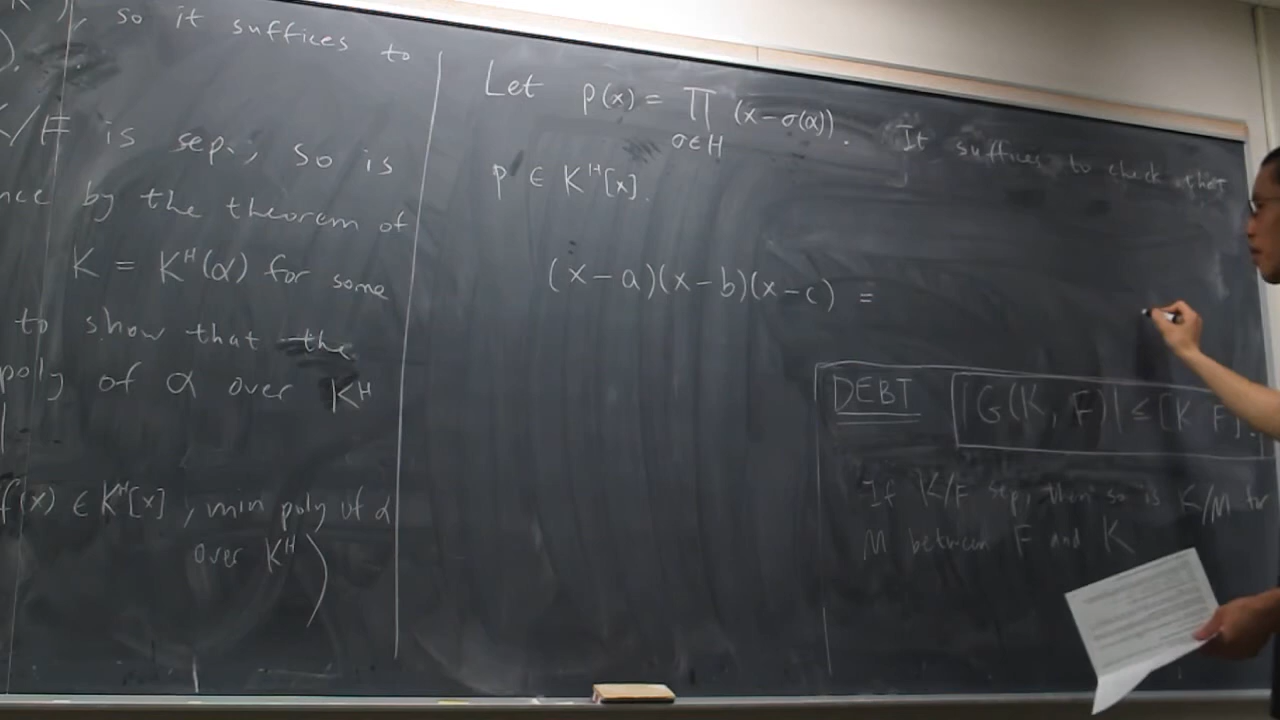 so it suffices to
K/F is sep., so is
by the theorem of
K = K^H(α) for some
to show that the
poly of α over K^H
f(x) ∈ K^H[x], min poly of α
over K^H)
Let p(x) = ∏ (x-σ(α)). It suffices to check that
σ∈H
p ∈ K^H[x].
(x-a)(x-b)(x-c) =
DEBT |G(K, F)| ≤ [K F].
If K/F sep, then so is K/M for
M between F and K